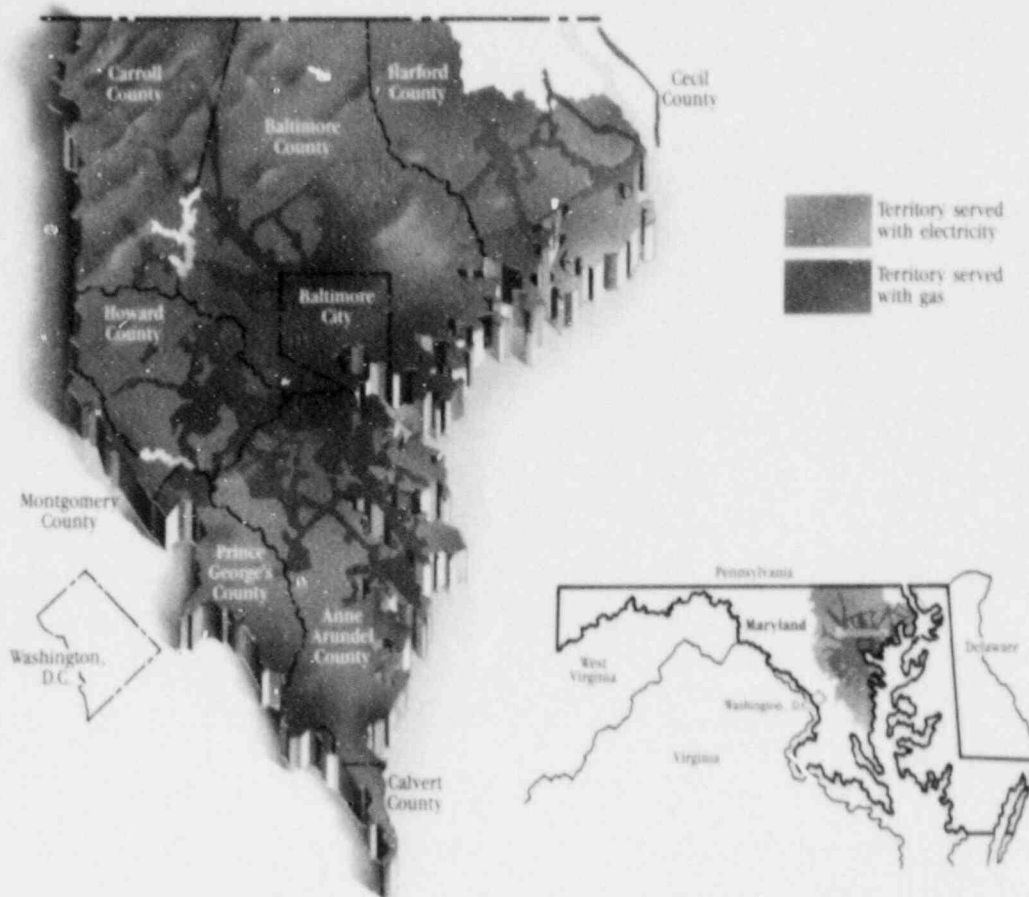 Carroll
County
Harford
County
Cecil
County
Baltimore
County
Territory served
with electricity
Territory served
with gas
Baltimore
City
Howard
County
Montgomery
County
Prince
George's
County
Anne
Arundel
County
Washington,
D.C.
Calvert
County
Pennsylvania
Maryland
West
Virginia
Delaware
Washington, D.C.
Virginia